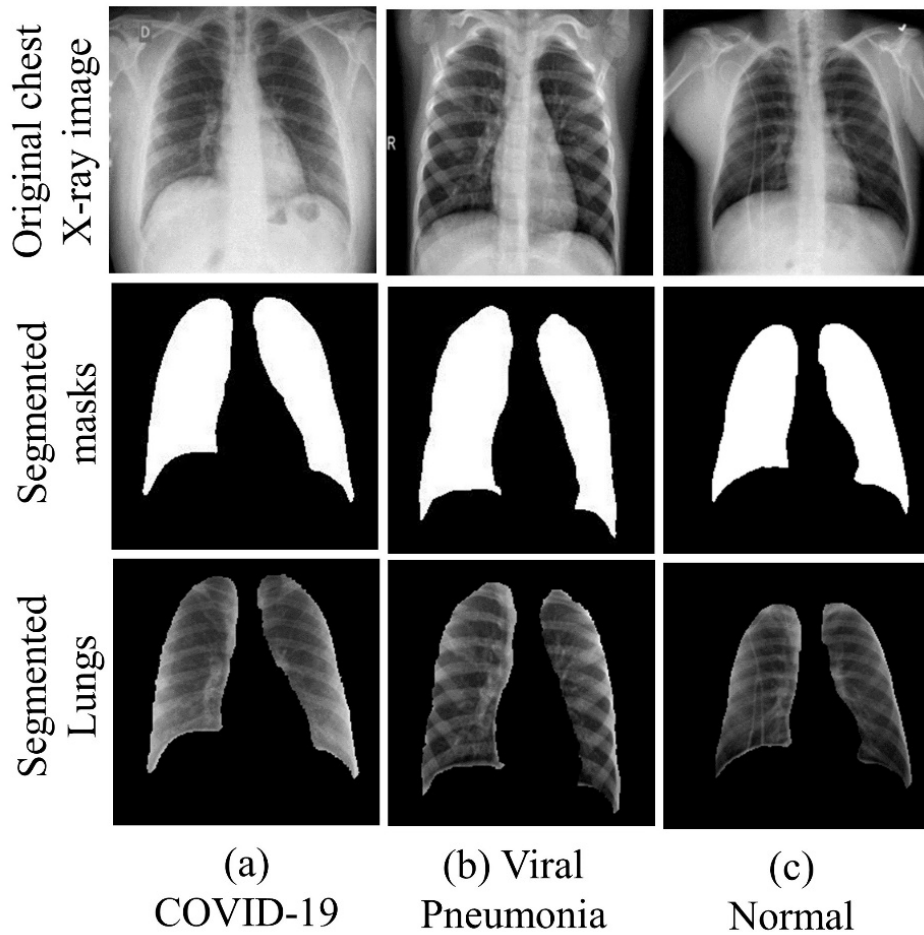 Original chest
X-ray image
D
R
Segmented
masks
Segmented
Lungs
(a)
COVID-19
(b) Viral
Pneumonia
(c)
Normal